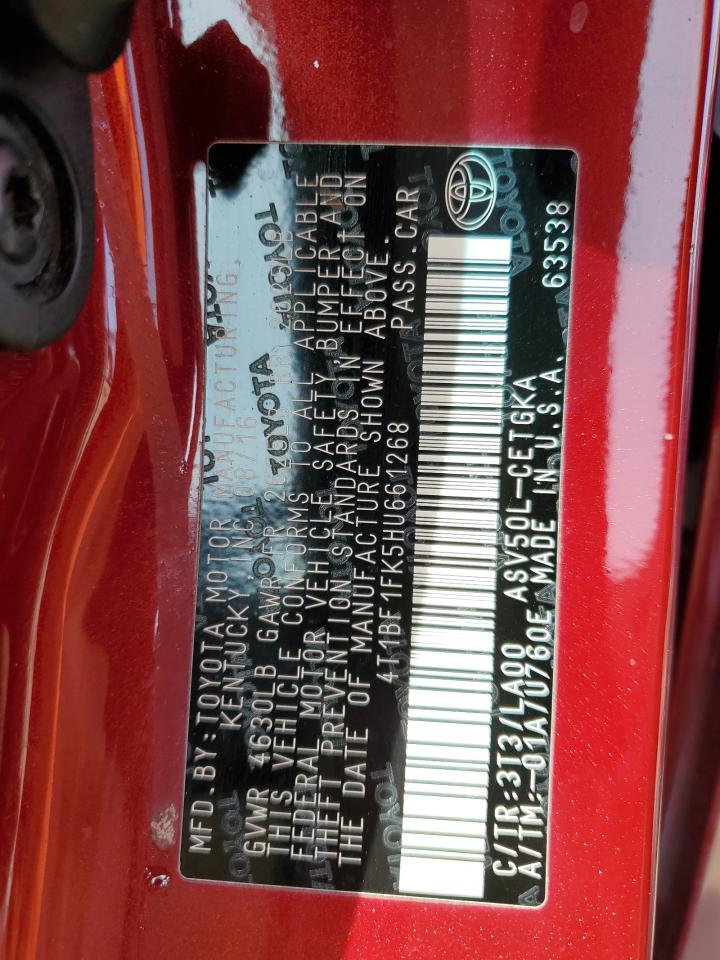 MFD.BY:TOYOTA MOTOR MANUFACTURING,
KENTUCKY,INC. 08/16
GVWR 4630LB GAWR FR RR
THIS VEHICLE CONFORMS TO ALL APPLICABLE
FEDERAL MOTOR VEHICLE SAFETY,BUMPER,AND
THEFT PREVENTION STANDARDS IN EFFECT ON
THE DATE OF MANUFACTURE SHOWN ABOVE.
4T1BF1FK5HU661268 PASS.CAR
C/TR:3T3/LA00 ASV50L-CETGKA
A/TM:-01A/U760E MADE IN U.S.A. 63538